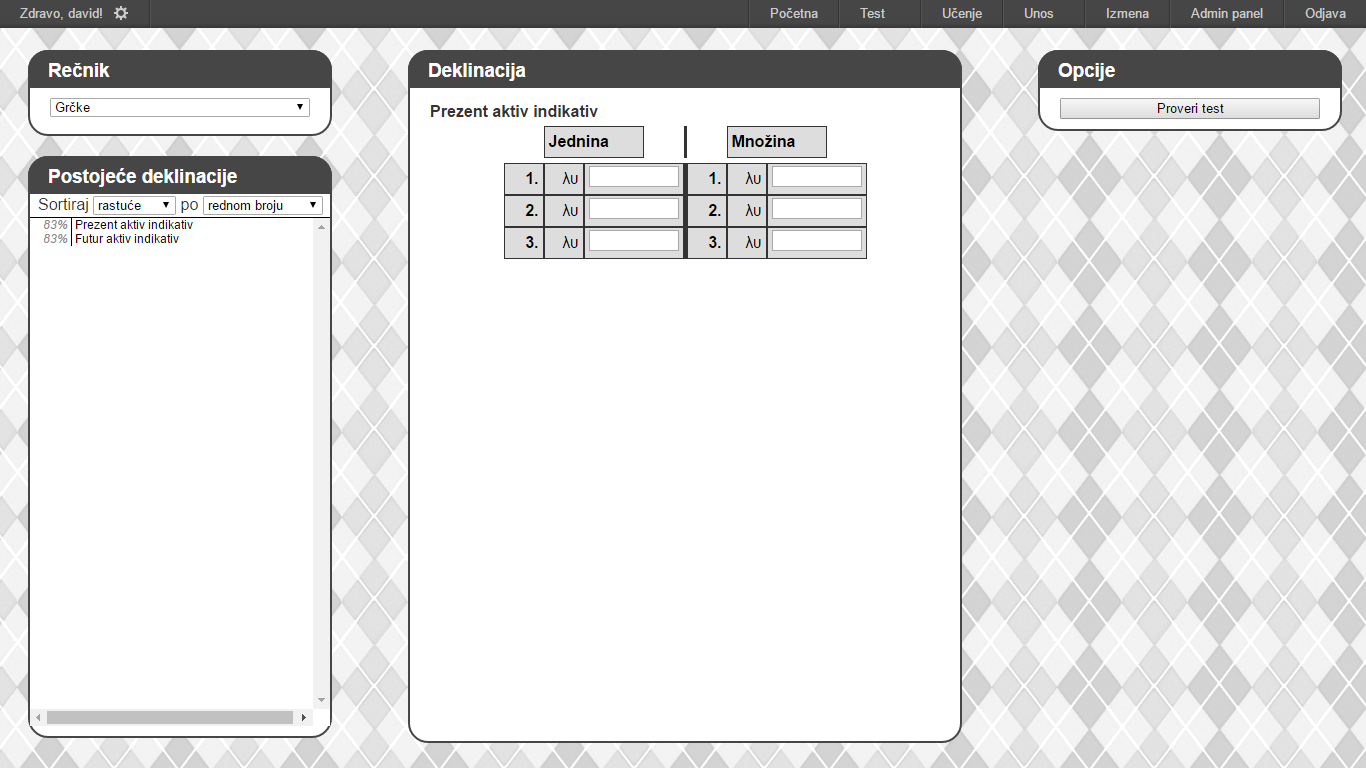 Zdravo, david! Početna Test Učenje Unos Izmena Admin panel Odjava
Rečnik
Grčke
Postojeće deklinacije
Sortiraj rastuće po rednom broju
83% Prezent aktiv indikativ
83% Futur aktiv indikativ
Deklinacija
Prezent aktiv indikativ
Jednina Množina
1. λυ 1. λυ
2. λυ 2. λυ
3. λυ 3. λυ
Opcije
Proveri test